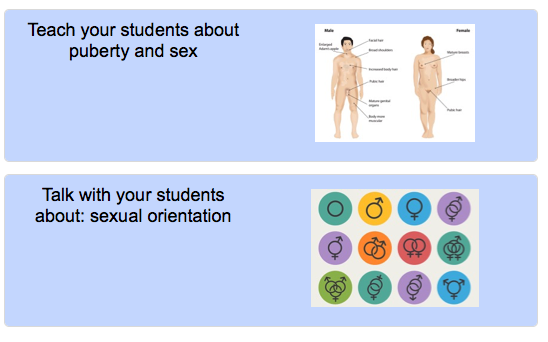 Teach your students about
puberty and sex
Male
Female
Enlarged
Adam's apple
Facial hair
Broad shoulders
Increased body hair
Pubic hair
Mature genital
organs
Body more
muscular
Mature breasts
Broader hips
Pubic hair
Talk with your students
about: sexual orientation